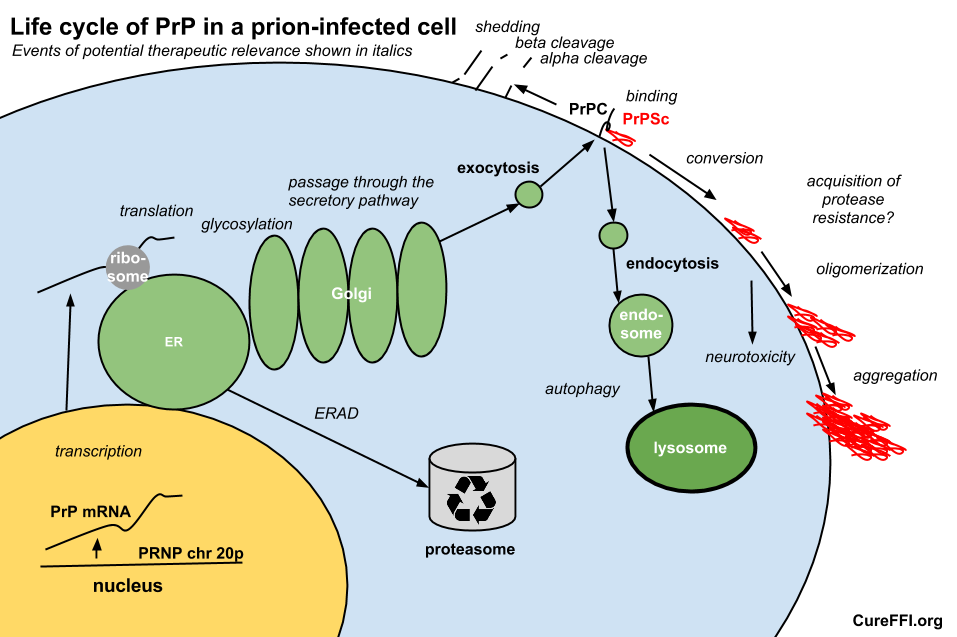 Life cycle of PrP in a prion-infected cell
Events of potential therapeutic relevance shown in italics
shedding
beta cleavage
alpha cleavage
PrPC
binding
PrPSc
conversion
acquisition of
protease
resistance?
exocytosis
passage through the
secretory pathway
translation
glycosylation
ribo-
some
Golgi
ER
endocytosis
oligomerization
endo-
some
neurotoxicity
aggregation
autophagy
ERAD
lysosome
transcription
PrP mRNA
PRNP chr 20p
nucleus
proteasome
CureFFI.org